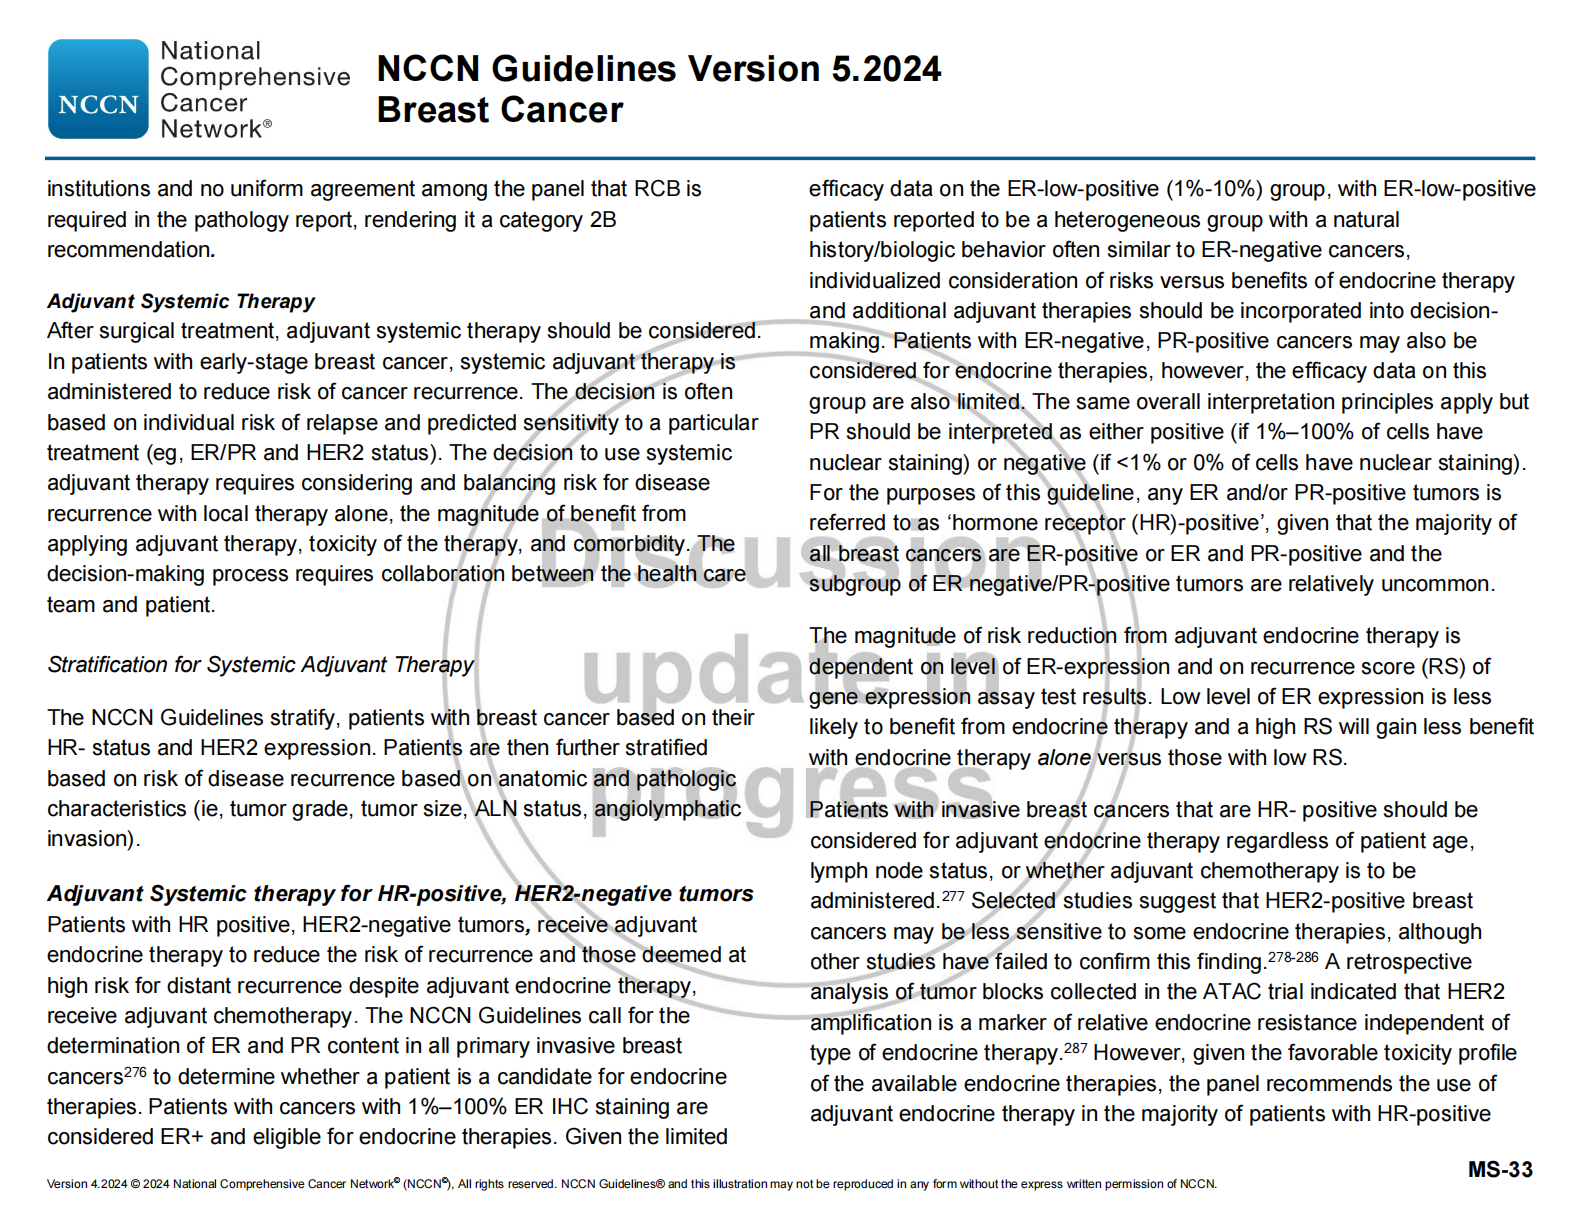 National
Comprehensive
Cancer
Network®
NCCN
NCCN Guidelines Version 5.2024
Breast Cancer
institutions and no uniform agreement among the panel that RCB is
required in the pathology report, rendering it a category 2B
recommendation.
Adjuvant Systemic Therapy
After surgical treatment, adjuvant systemic therapy should be considered.
In patients with early-stage breast cancer, systemic adjuvant therapy is
administered to reduce risk of cancer recurrence. The decision is often
based on individual risk of relapse and predicted sensitivity to a particular
treatment (eg, ER/PR and HER2 status). The decision to use systemic
adjuvant therapy requires considering and balancing risk for disease
recurrence with local therapy alone, the magnitude of benefit from
applying adjuvant therapy, toxicity of the therapy, and comorbidity. The
decision-making process requires collaboration between the health care
team and patient.
Stratification for Systemic Adjuvant Therapy
The NCCN Guidelines stratify, patients with breast cancer based on their
HR- status and HER2 expression. Patients are then further stratified
based on risk of disease recurrence based on anatomic and pathologic
characteristics (ie, tumor grade, tumor size, ALN status, angiolymphatic
invasion).
Adjuvant Systemic therapy for HR-positive, HER2-negative tumors
Patients with HR positive, HER2-negative tumors, receive adjuvant
endocrine therapy to reduce the risk of recurrence and those deemed at
high risk for distant recurrence despite adjuvant endocrine therapy,
receive adjuvant chemotherapy. The NCCN Guidelines call for the
determination of ER and PR content in all primary invasive breast
cancers276 to determine whether a patient is a candidate for endocrine
therapies. Patients with cancers with 1%–100% ER IHC staining are
considered ER+ and eligible for endocrine therapies. Given the limited
efficacy data on the ER-low-positive (1%-10%) group, with ER-low-positive
patients reported to be a heterogeneous group with a natural
history/biologic behavior often similar to ER-negative cancers,
individualized consideration of risks versus benefits of endocrine therapy
and additional adjuvant therapies should be incorporated into decision-
making. Patients with ER-negative, PR-positive cancers may also be
considered for endocrine therapies, however, the efficacy data on this
group are also limited. The same overall interpretation principles apply but
PR should be interpreted as either positive (if 1%–100% of cells have
nuclear staining) or negative (if <1% or 0% of cells have nuclear staining).
For the purposes of this guideline, any ER and/or PR-positive tumors is
referred to as ‘hormone receptor (HR)-positive’, given that the majority of
all breast cancers are ER-positive or ER and PR-positive and the
subgroup of ER negative/PR-positive tumors are relatively uncommon.
The magnitude of risk reduction from adjuvant endocrine therapy is
dependent on level of ER-expression and on recurrence score (RS) of
gene expression assay test results. Low level of ER expression is less
likely to benefit from endocrine therapy and a high RS will gain less benefit
with endocrine therapy alone versus those with low RS.
Patients with invasive breast cancers that are HR- positive should be
considered for adjuvant endocrine therapy regardless of patient age,
lymph node status, or whether adjuvant chemotherapy is to be
administered.277 Selected studies suggest that HER2-positive breast
cancers may be less sensitive to some endocrine therapies, although
other studies have failed to confirm this finding.278-286 A retrospective
analysis of tumor blocks collected in the ATAC trial indicated that HER2
amplification is a marker of relative endocrine resistance independent of
type of endocrine therapy.287 However, given the favorable toxicity profile
of the available endocrine therapies, the panel recommends the use of
adjuvant endocrine therapy in the majority of patients with HR-positive
Discussion
update in
progress
MS-33
Version 4.2024 © 2024 National Comprehensive Cancer Network© (NCCN©), All rights reserved. NCCN Guidelines® and this illustration may not be reproduced in any form without the express written permission of NCCN.